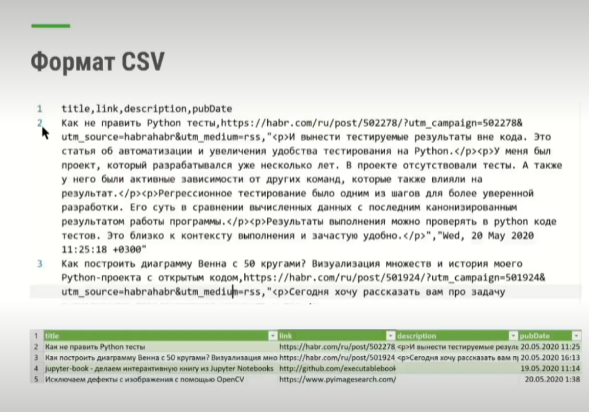 Формат CSV
1 title,link,description,pubDate
2 Как не править Python тесты,https://habr.com/ru/post/502278/?utm_campaign=502278&
utm_source=habrahabr&utm_medium=rss,"<p>И вынести тестируемые результаты вне кода. Это
статья об автоматизации и увеличения удобства тестирования на Python.</p><p>У меня был
проект, который разрабатывался уже несколько лет. В проекте отсутствовали тесты. А также
у него были активные зависимости от других команд, которые также влияли на
результат.</p><p>Регрессионное тестирование было одним из шагов для более уверенной
разработки. Его суть в сравнении вычисленных данных с последним канонизированным
результатом работы программы.</p><p>Результаты выполнения можно проверять в python коде
тестов. Это близко к контексту выполнения и зачастую удобно.</p>","Wed, 20 May 2020
11:25:18 +0300"
3 Как построить диаграмму Венна с 50 кругами? Визуализация множеств и история моего
Python-проекта с открытым кодом,https://habr.com/ru/post/501924/?utm_campaign=501924&
utm_source=habrahabr&utm_medium=rss,"<p>Сегодня хочу рассказать вам про задачу
1 title link description pubDate
2 Как не править Python тесты https://habr.com/ru/post/502278 <p>И вынести тестируемые резуль 20.05.2020 11:25
3 Как построить диаграмму Венна с 50 кругами? Визуализация мно https://habr.com/ru/post/501924 <p>Сегодня хочу рассказать вам п 20.05.2020 16:13
4 jupyter-book - делаем интерактивную книгу из Jupyter Notebooks http://github.com/executablebook 19.05.2020 11:14
5 Исключаем дефекты с изображения с помощью OpenCV https://www.pyimagesearch.com/ 20.05.2020 1:38